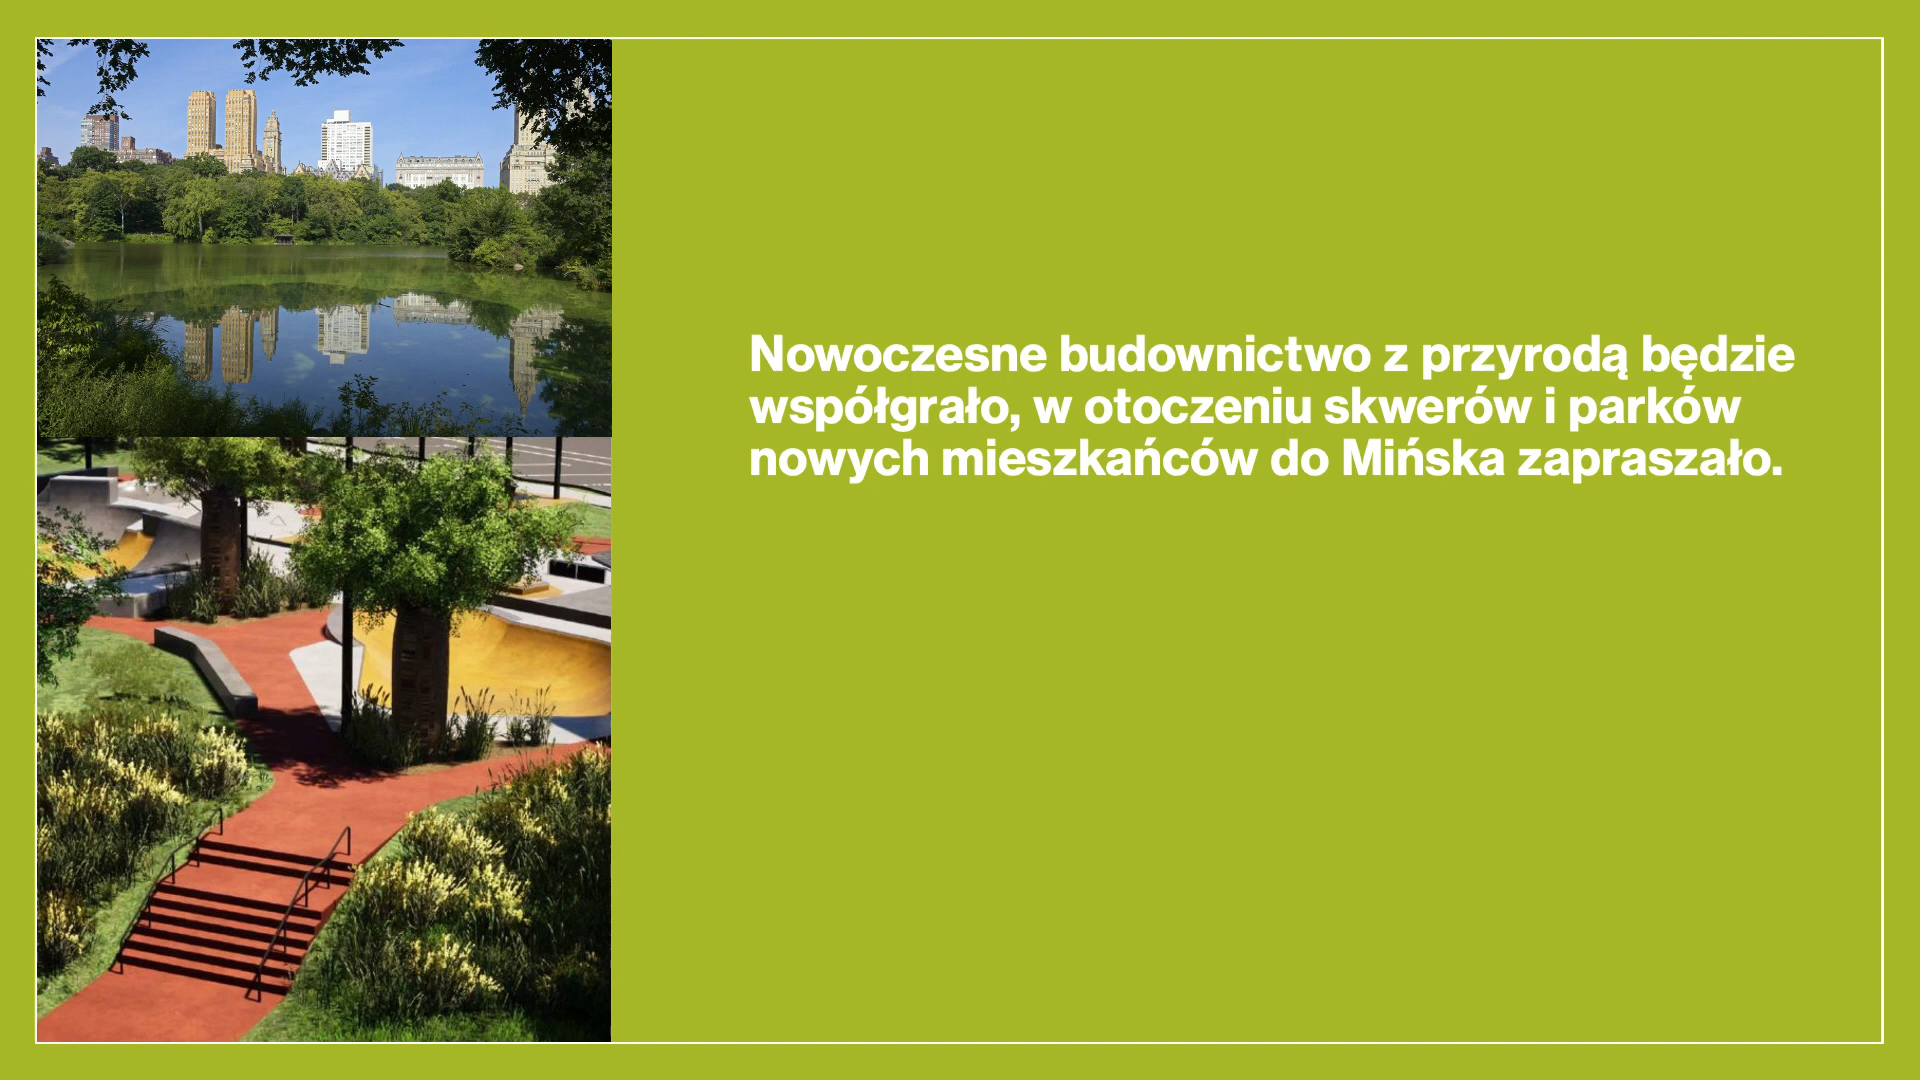 Nowoczesne budownictwo z przyrodą będzie
współgrało, w otoczeniu skwerów i parków
nowych mieszkańców do Mińska zapraszało.